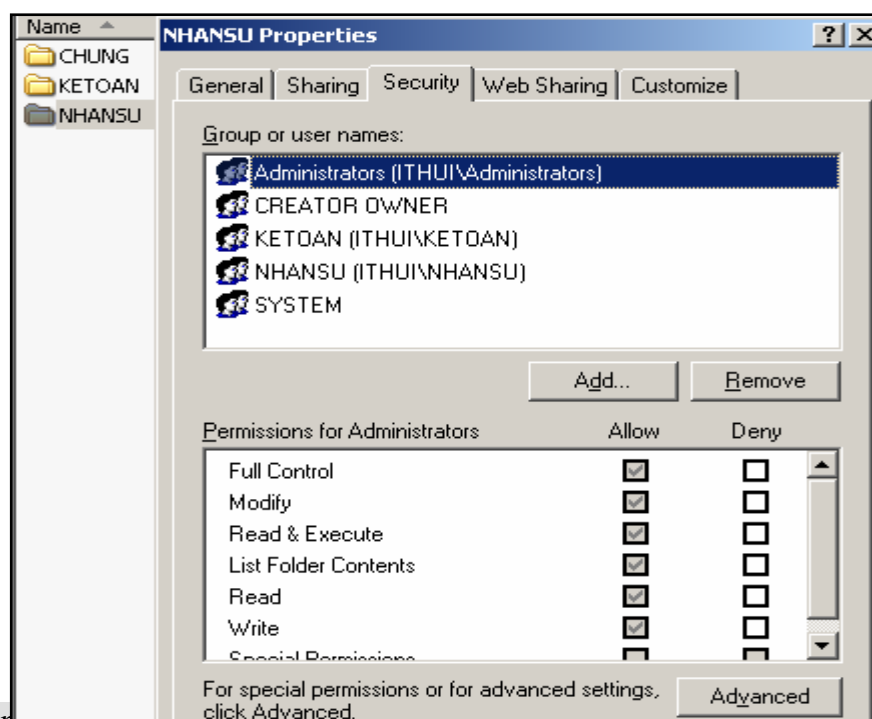 Name
CHUNG
KETOAN
NHANSU
NHANSU Properties
General Sharing Security Web Sharing Customize
Group or user names:
Administrators (ITHUI\Administrators)
CREATOR OWNER
KETOAN (ITHUI\KETOAN)
NHANSU (ITHUI\NHANSU)
SYSTEM
Add... Remove
Permissions for Administrators Allow Deny
Full Control
Modify
Read & Execute
List Folder Contents
Read
Write
Special Permissions
For special permissions or for advanced settings,
click Advanced.
Advanced